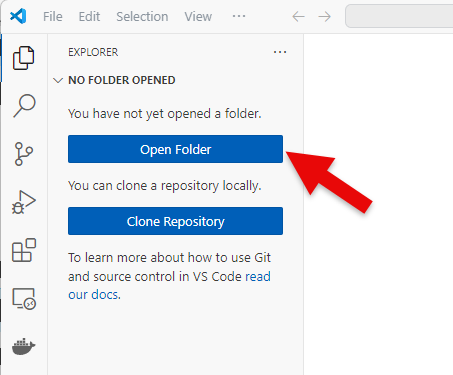 File Edit Selection View ...
EXPLORER ...
NO FOLDER OPENED
You have not yet opened a folder.
Open Folder
You can clone a repository locally.
Clone Repository
To learn more about how to use Git
and source control in VS Code read
our docs.